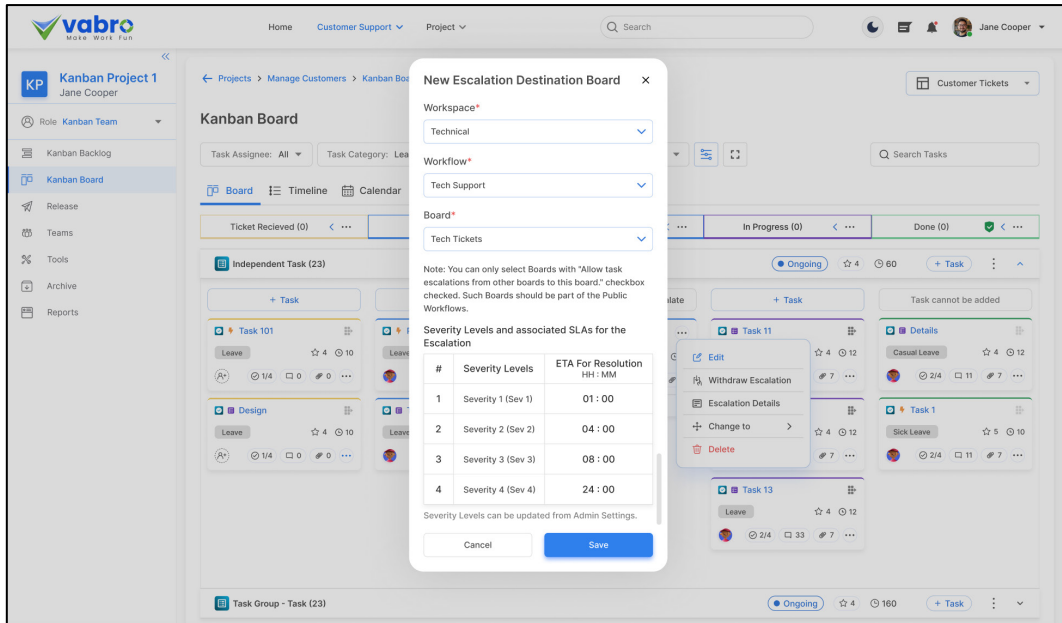 vabro
Make Work Fun
Home
Customer Support
Project
Search
Jane Cooper
KP
Kanban Project 1
Jane Cooper
Role Kanban Team
Kanban Backlog
Kanban Board
Release
Teams
Tools
Archive
Reports
Projects > Manage Customers > Kanban Boa
Customer Tickets
Kanban Board
Task Assignee: All
Task Category: Lea
Search Tasks
Board
Timeline
Calendar
Ticket Recieved (0)
In Progress (0)
Done (0)
Independent Task (23)
Ongoing
4
60
+ Task
+ Task
late
+ Task
Task cannot be added
Task 101
Leave
4
10
1/4
0
0
Leave
Design
Leave
4
10
1/4
0
0
Leave
Task 11
4
12
7
4
12
7
Task 13
Leave
4
12
2/4
33
7
Details
Casual Leave
4
12
2/4
11
7
Task 1
Sick Leave
5
10
2/4
11
7
Edit
Withdraw Escalation
Escalation Details
Change to
Delete
Task Group - Task (23)
Ongoing
4
160
+ Task
New Escalation Destination Board
Workspace*
Technical
Workflow*
Tech Support
Board*
Tech Tickets
Note: You can only select Boards with "Allow task
escalations from other boards to this board." checkbox
checked. Such Boards should be part of the Public
Workflows.
Severity Levels and associated SLAs for the
Escalation
# Severity Levels ETA For Resolution
HH : MM
1 Severity 1 (Sev 1) 01 : 00
2 Severity 2 (Sev 2) 04 : 00
3 Severity 3 (Sev 3) 08 : 00
4 Severity 4 (Sev 4) 24 : 00
Severity Levels can be updated from Admin Settings.
Cancel
Save